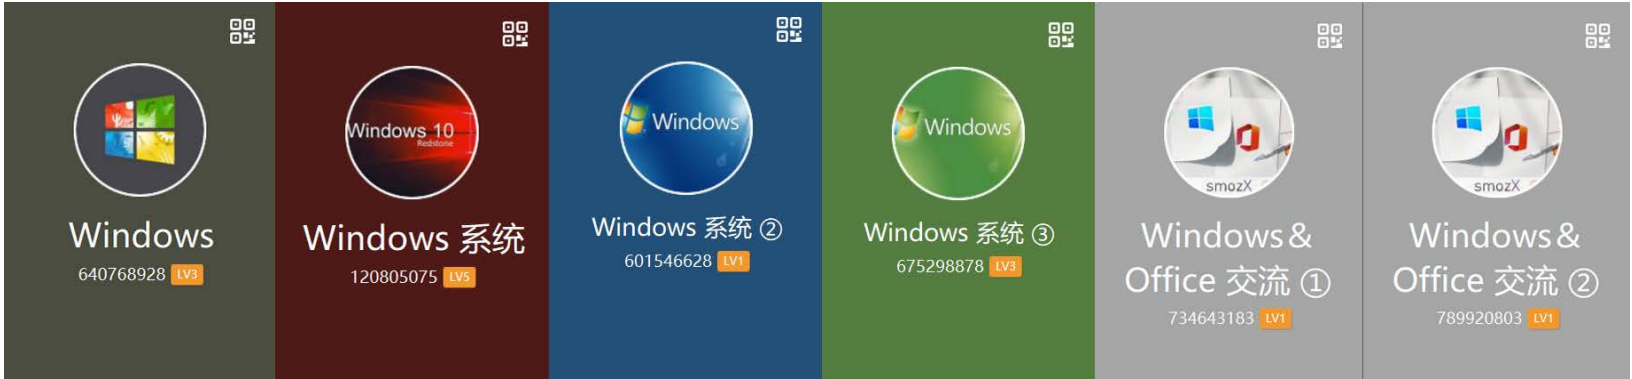 Windows 10
Redstone
Windows
Windows
smozX
smozX
Windows
640768928 LV3
Windows 系统
120805075 LV5
Windows 系统 ②
601546628 LV1
Windows 系统 ③
675298878 LV3
Windows&
Office 交流 ①
734643183 LV1
Windows&
Office 交流 ②
789920803 LV1